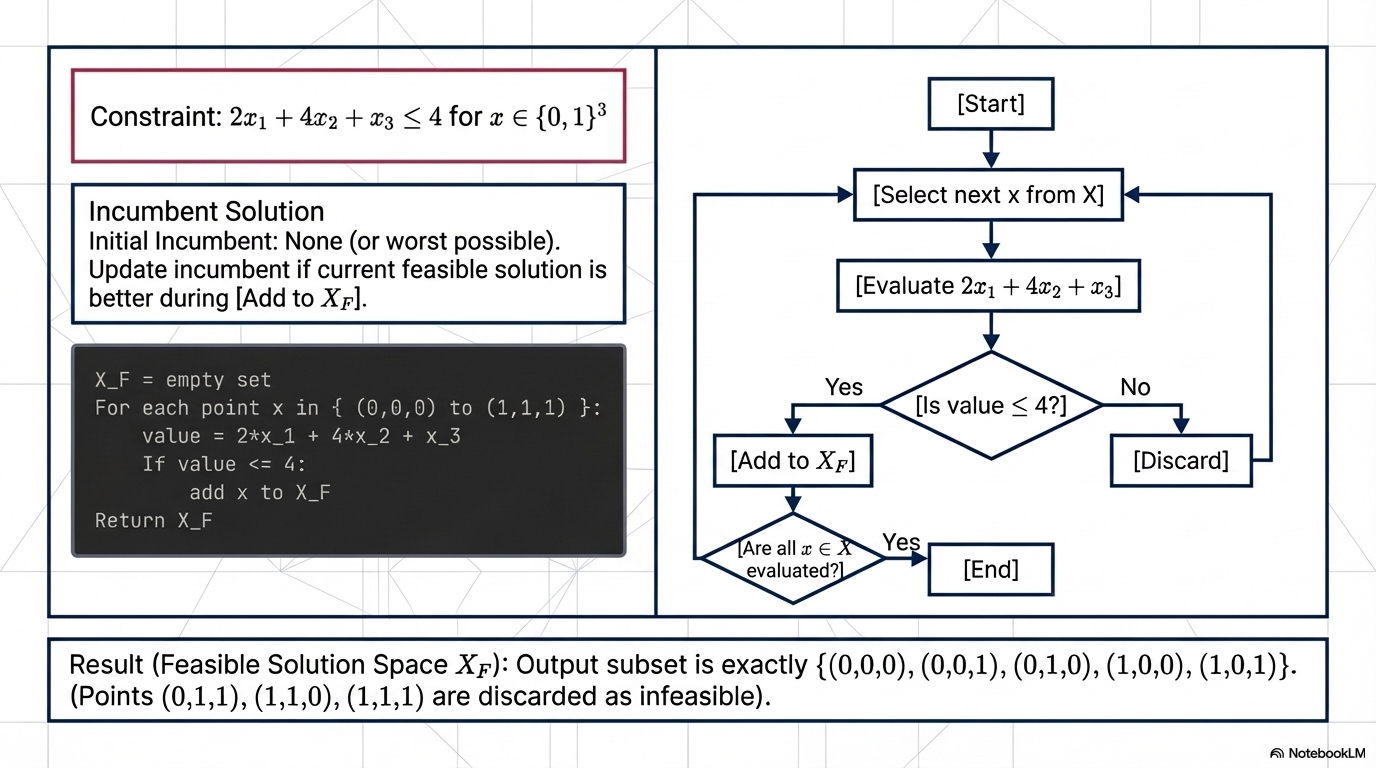 Constraint: 2x₁ + 4x₂ + x₃ ≤ 4 for x ∈ {0, 1}³
Incumbent Solution
Initial Incumbent: None (or worst possible).
Update incumbent if current feasible solution is
better during [Add to X_F].
X_F = empty set
For each point x in { (0,0,0) to (1,1,1) }:
    value = 2*x_1 + 4*x_2 + x_3
    If value <= 4:
        add x to X_F
Return X_F
[Start]
[Select next x from X]
[Evaluate 2x₁ + 4x₂ + x₃]
[Is value ≤ 4?]
Yes
No
[Add to X_F]
[Discard]
[Are all x ∈ X
evaluated?]
Yes
[End]
Result (Feasible Solution Space X_F): Output subset is exactly {(0,0,0), (0,0,1), (0,1,0), (1,0,0), (1,0,1)}.
(Points (0,1,1), (1,1,0), (1,1,1) are discarded as infeasible).
NotebookLM